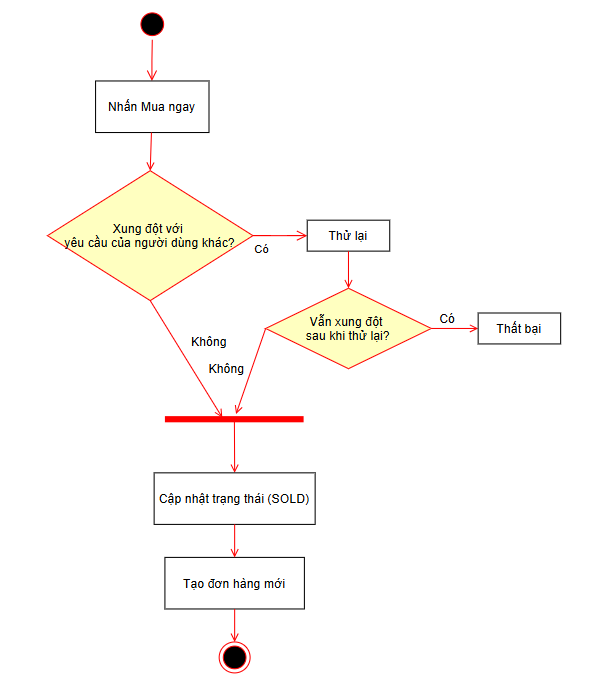 Nhấn Mua ngay
Xung đột với
yêu cầu của người dùng khác?
Có
Thử lại
Vẫn xung đột
sau khi thử lại?
Có
Thất bại
Không
Không
Cập nhật trạng thái (SOLD)
Tạo đơn hàng mới